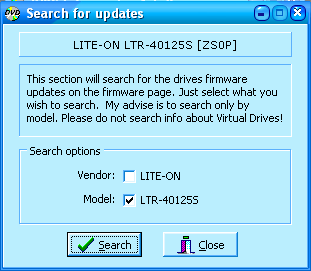 Search for updates
LITE-ON LTR-40125S [ZS0P]
This section will search for the drives firmware
updates on the firmware page. Just select what you
wish to search.  My advise is to search only by
model. Please do not search info about Virtual Drives!
Search options
Vendor: LITE-ON
Model: LTR-40125S
Search Close